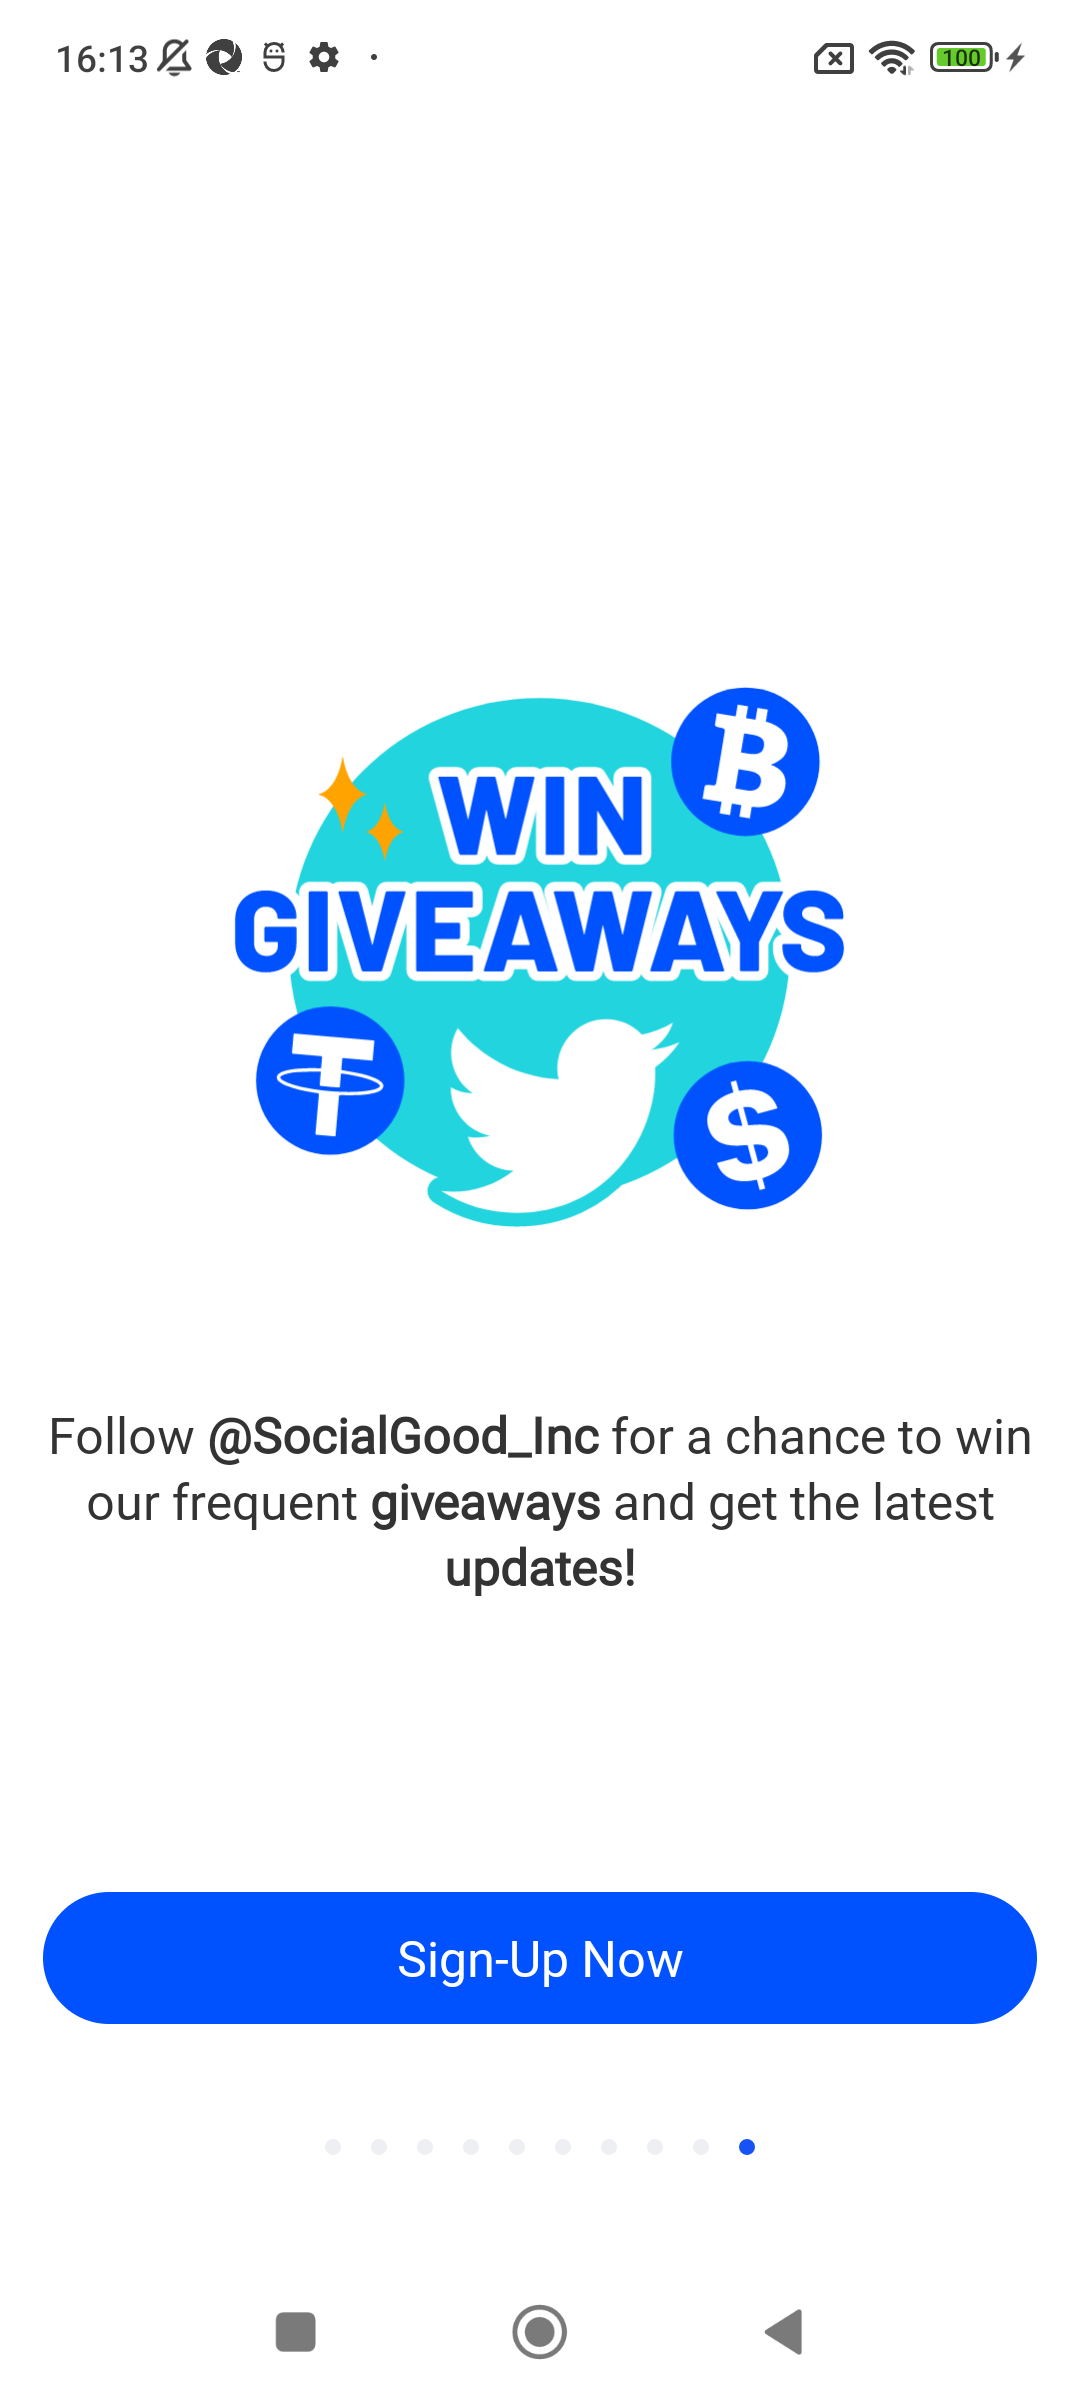 16:13
100
WIN
GIVEAWAYS
Follow @SocialGood_Inc for a chance to win
our frequent giveaways and get the latest
updates!
Sign-Up Now